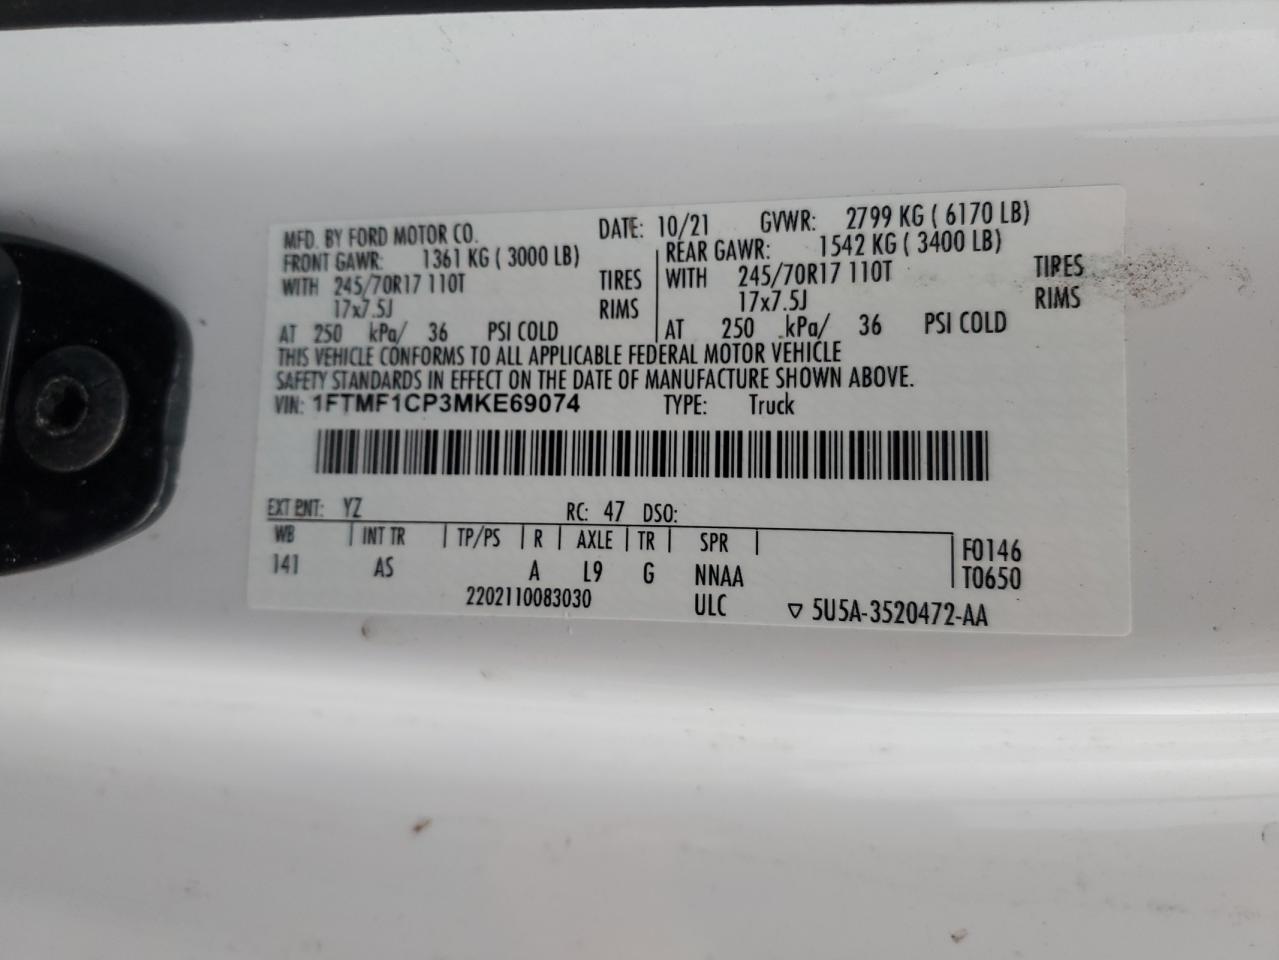 MFD. BY FORD MOTOR CO. DATE: 10/21 GVWR: 2799 KG ( 6170 LB)
FRONT GAWR: 1361 KG ( 3000 LB) REAR GAWR: 1542 KG ( 3400 LB)
WITH 245/70R17 110T TIRES WITH 245/70R17 110T TIRES
17x7.5J RIMS 17x7.5J RIMS
AT 250 kPa/ 36 PSI COLD AT 250 kPa/ 36 PSI COLD
THIS VEHICLE CONFORMS TO ALL APPLICABLE FEDERAL MOTOR VEHICLE
SAFETY STANDARDS IN EFFECT ON THE DATE OF MANUFACTURE SHOWN ABOVE.
VIN: 1FTMF1CP3MKE69074 TYPE: Truck
EXT PNT: YZ RC: 47 DSO:
WB INT TR TP/PS R AXLE TR SPR F0146
141 AS A L9 G NNAA T0650
2202110083030 ULC ▽ 5U5A-3520472-AA